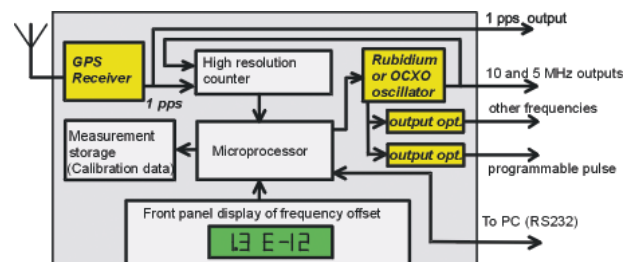 1 pps output
GPS
Receiver
1 pps
High resolution
counter
Rubidium
or OCXO
oscillator
10 and 5 MHz outputs
other frequencies
output opt.
output opt.
programmable pulse
Measurement
storage
(Calibration data)
Microprocessor
To PC (RS232)
Front panel display of frequency offset
1.3 E-12